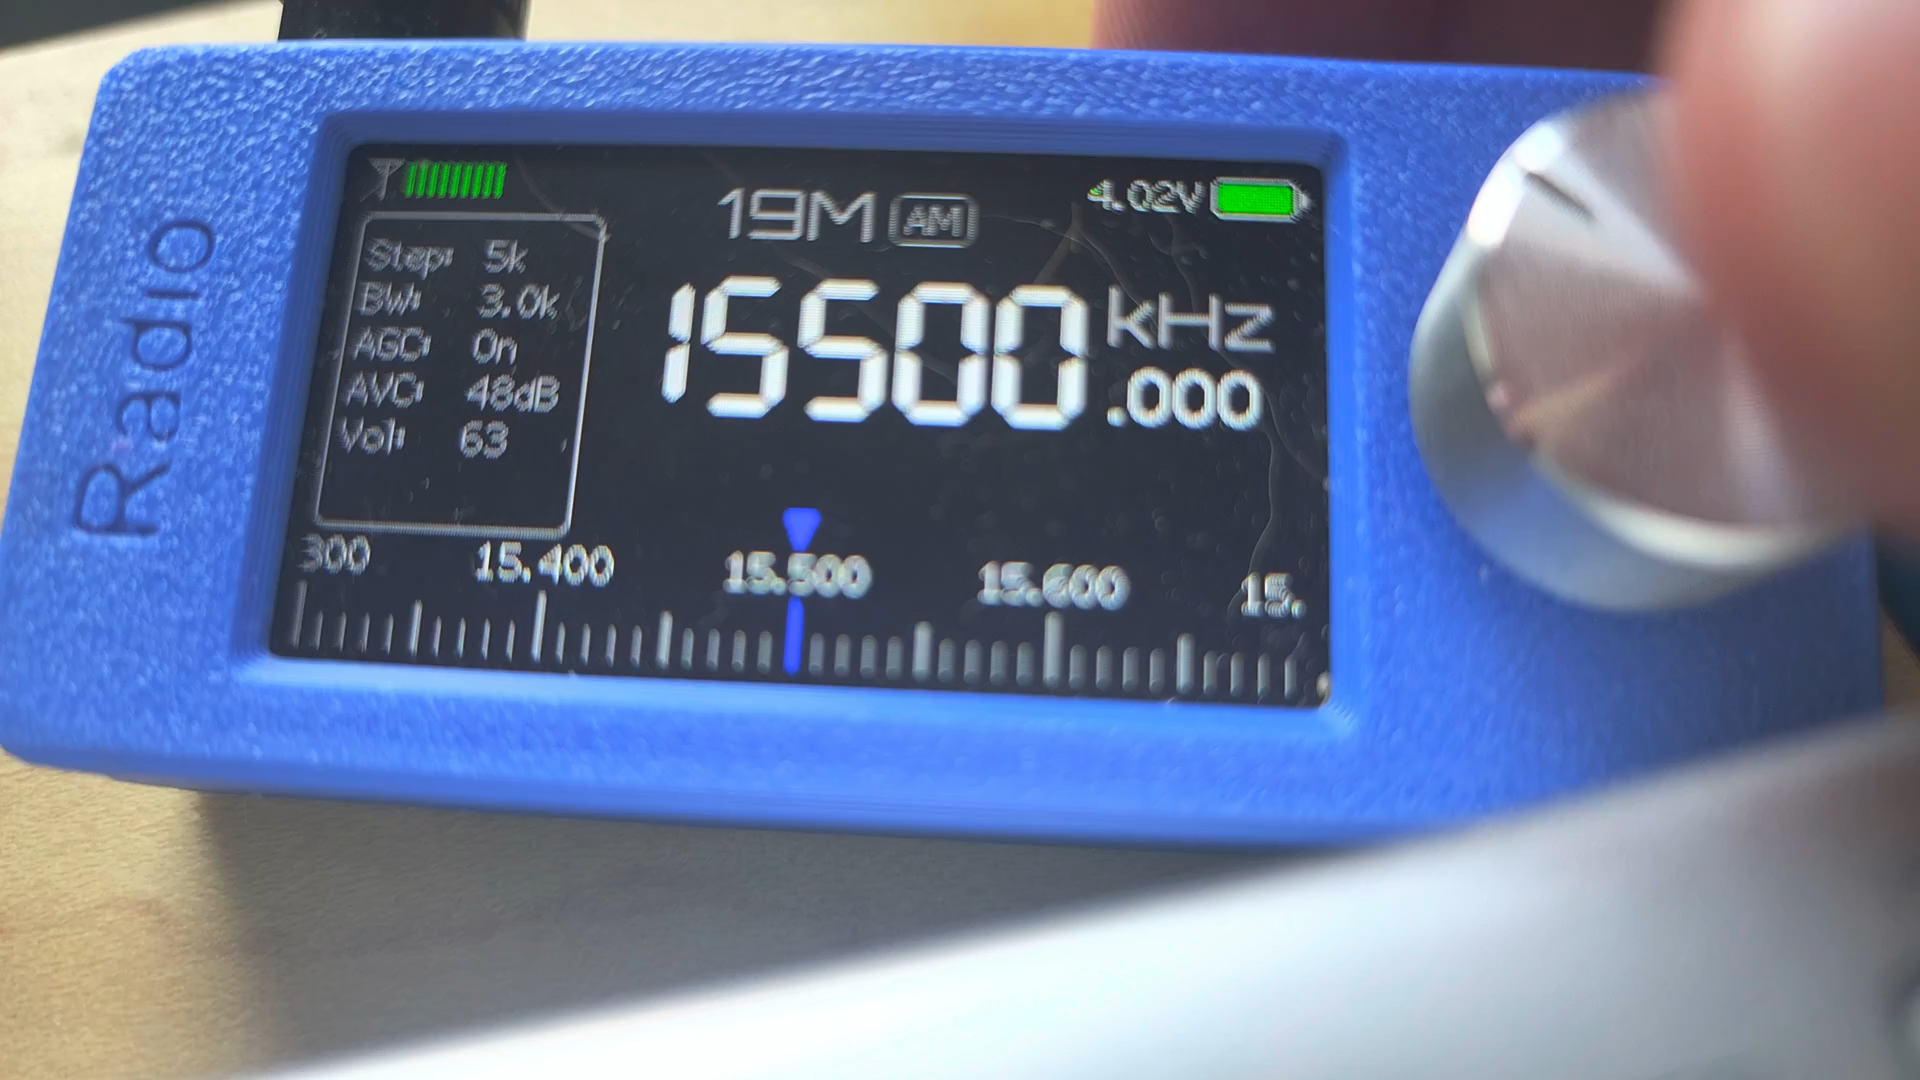 Radio
19M AM
4.02V
Step: 5k
BW: 3.0k
AGC: On
AVC: 48dB
Vol: 63
15500 kHz
.000
300 15.400 15.500 15.600 15.